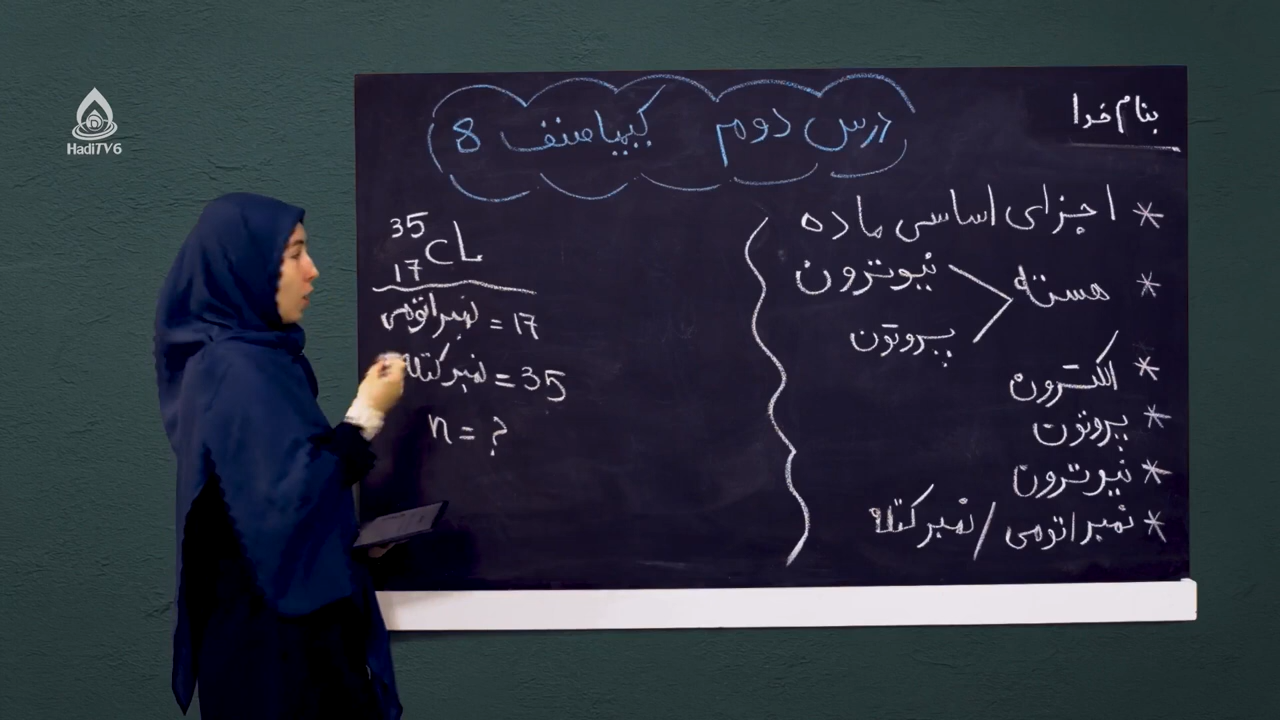 بنام خدا
درس دوم کیمیا صنف 8
* اجزای اساسی ماده
* هسته نیوترون
پروتون
* الکترون
* پروتون
* نیوترون
* نمبر اتومی / نمبر کتله
35
17 CL
نمبر اتومی = 17
نمبر کتله = 35
n = ?
HadiTV6